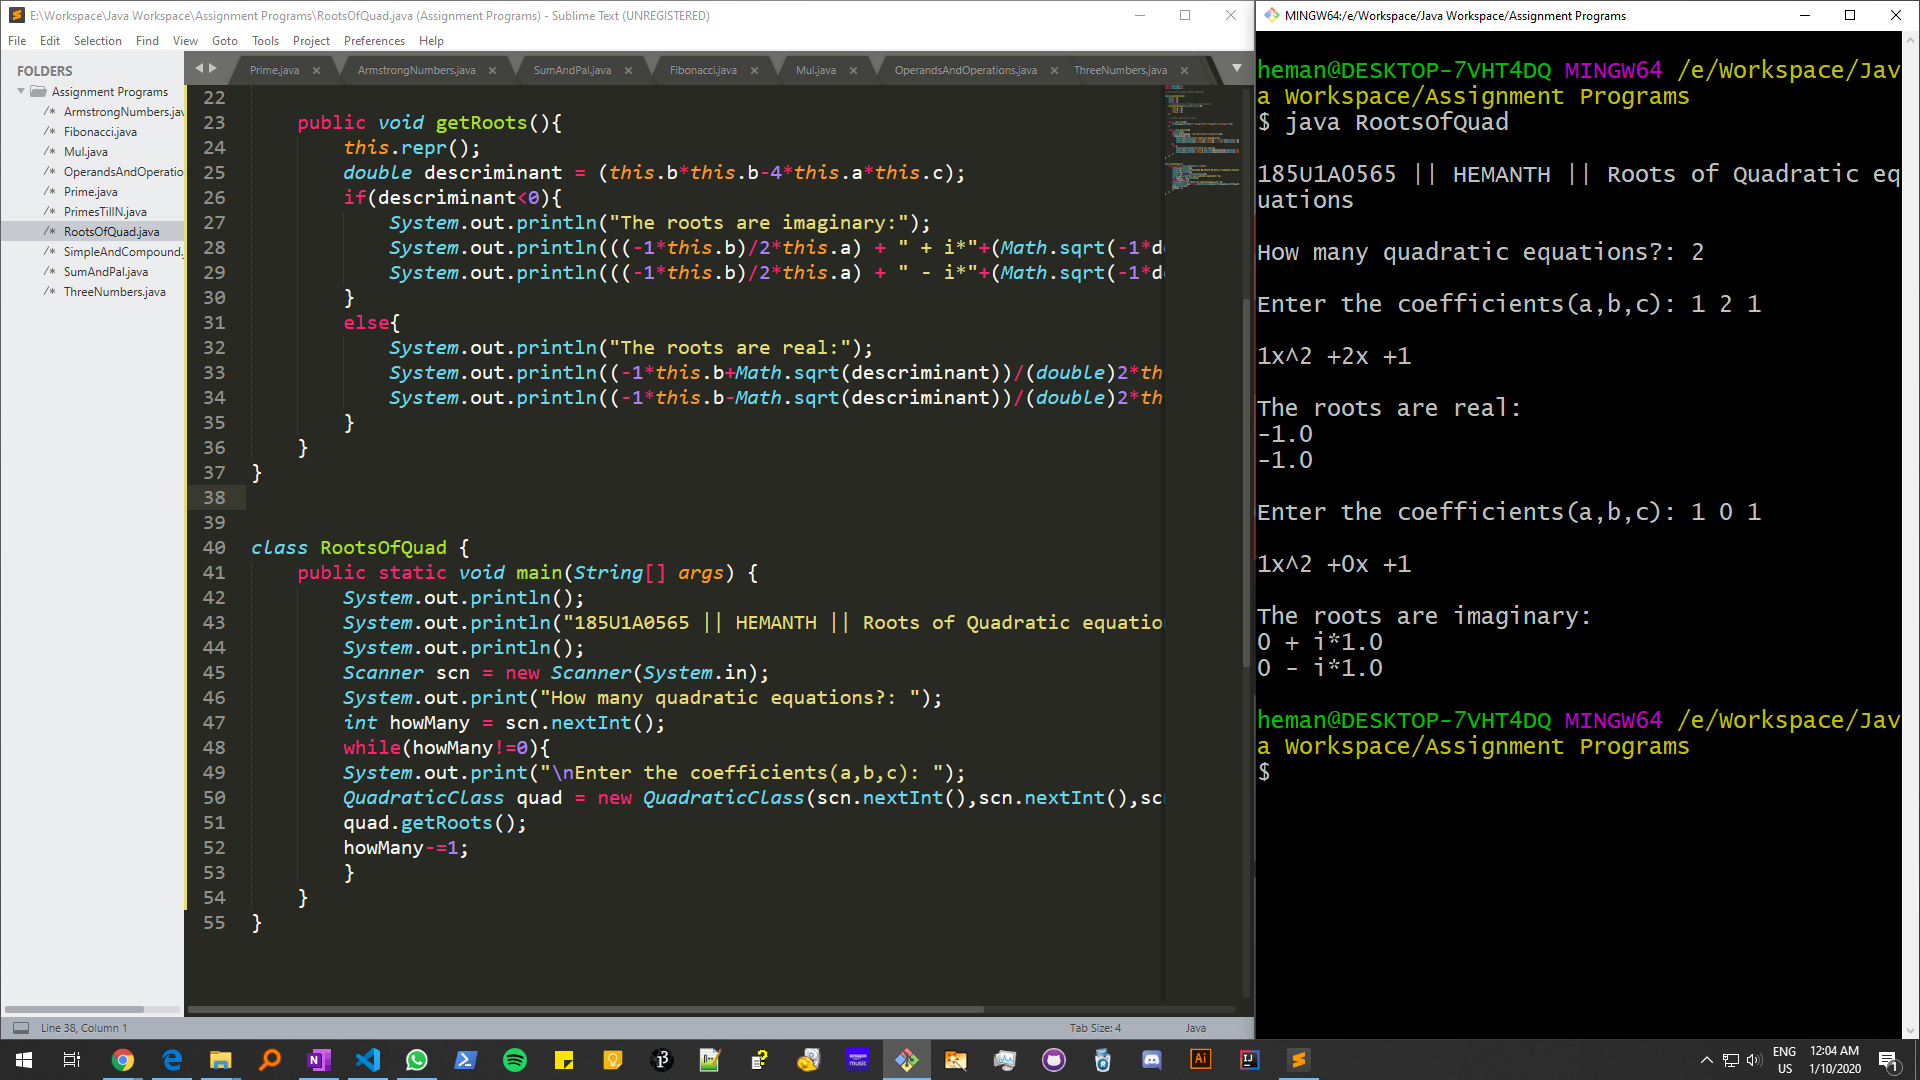 E:\Workspace\Java Workspace\Assignment Programs\RootsOfQuad.java (Assignment Programs) - Sublime Text (UNREGISTERED)
File Edit Selection Find View Goto Tools Project Preferences Help
FOLDERS
Assignment Programs
/* ArmstrongNumbers.jav
/* Fibonacci.java
/* Mul.java
/* OperandsAndOperatio
/* Prime.java
/* PrimesTillN.java
/* RootsOfQuad.java
/* SimpleAndCompound.
/* SumAndPal.java
/* ThreeNumbers.java
Prime.java ArmstrongNumbers.java SumAndPal.java Fibonacci.java Mul.java OperandsAndOperations.java ThreeNumbers.java
22
23 public void getRoots(){
24 this.repr();
25 double descriminant = (this.b*this.b-4*this.a*this.c);
26 if(descriminant<0){
27 System.out.println("The roots are imaginary:");
28 System.out.println(((-1*this.b)/2*this.a) + " + i*"+(Math.sqrt(-1*d
29 System.out.println(((-1*this.b)/2*this.a) + " - i*"+(Math.sqrt(-1*d
30 }
31 else{
32 System.out.println("The roots are real:");
33 System.out.println((-1*this.b+Math.sqrt(descriminant))/(double)2*th
34 System.out.println((-1*this.b-Math.sqrt(descriminant))/(double)2*th
35 }
36 }
37 }
38
39
40 class RootsOfQuad {
41 public static void main(String[] args) {
42 System.out.println();
43 System.out.println("185U1A0565 || HEMANTH || Roots of Quadratic equatio
44 System.out.println();
45 Scanner scn = new Scanner(System.in);
46 System.out.print("How many quadratic equations?: ");
47 int howMany = scn.nextInt();
48 while(howMany!=0){
49 System.out.print("\nEnter the coefficients(a,b,c): ");
50 QuadraticClass quad = new QuadraticClass(scn.nextInt(),scn.nextInt(),sc
51 quad.getRoots();
52 howMany-=1;
53 }
54 }
55 }
Line 38, Column 1 Tab Size: 4 Java
MINGW64:/e/Workspace/Java Workspace/Assignment Programs
heman@DESKTOP-7VHT4DQ MINGW64 /e/Workspace/Jav
a Workspace/Assignment Programs
$ java RootsOfQuad
185U1A0565 || HEMANTH || Roots of Quadratic eq
uations
How many quadratic equations?: 2
Enter the coefficients(a,b,c): 1 2 1
1x^2 +2x +1
The roots are real:
-1.0
-1.0
Enter the coefficients(a,b,c): 1 0 1
1x^2 +0x +1
The roots are imaginary:
0 + i*1.0
0 - i*1.0
heman@DESKTOP-7VHT4DQ MINGW64 /e/Workspace/Jav
a Workspace/Assignment Programs
$
ENG
US
12:04 AM
1/10/2020